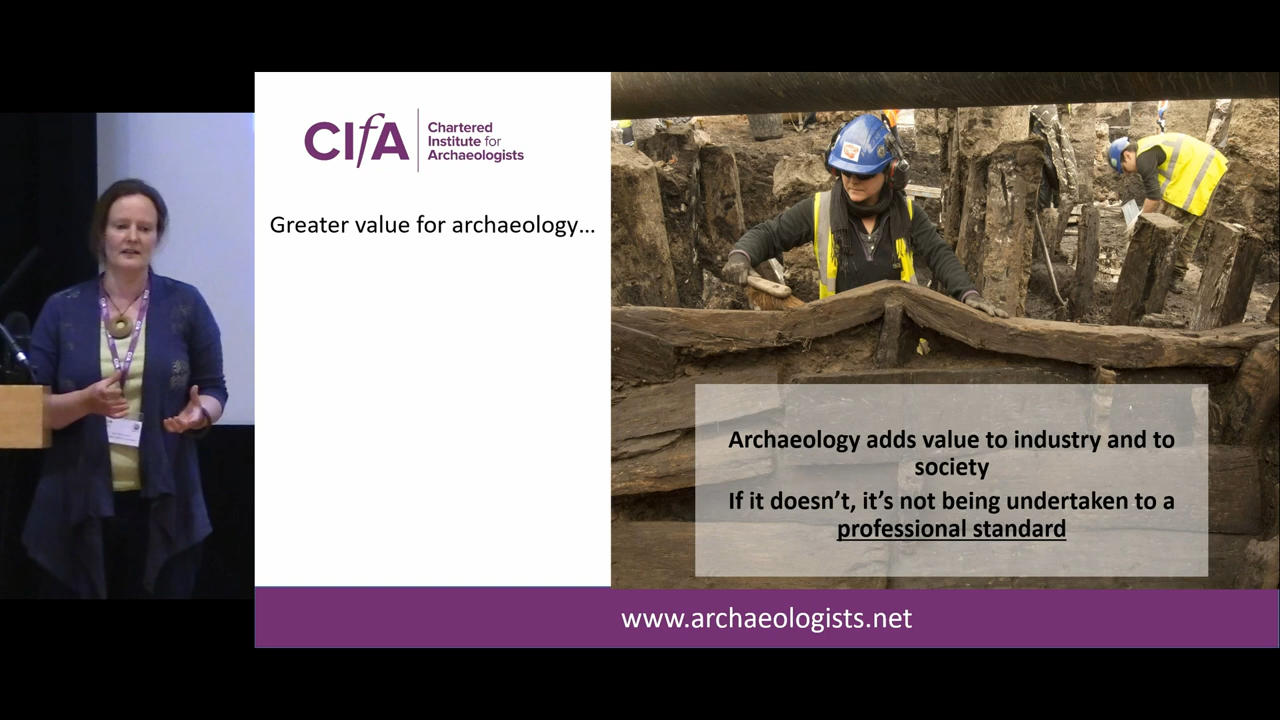 CIfA
Chartered
Institute for
Archaeologists
Greater value for archaeology...
Archaeology adds value to industry and to
society
If it doesn't, it's not being undertaken to a
professional standard
www.archaeologists.net